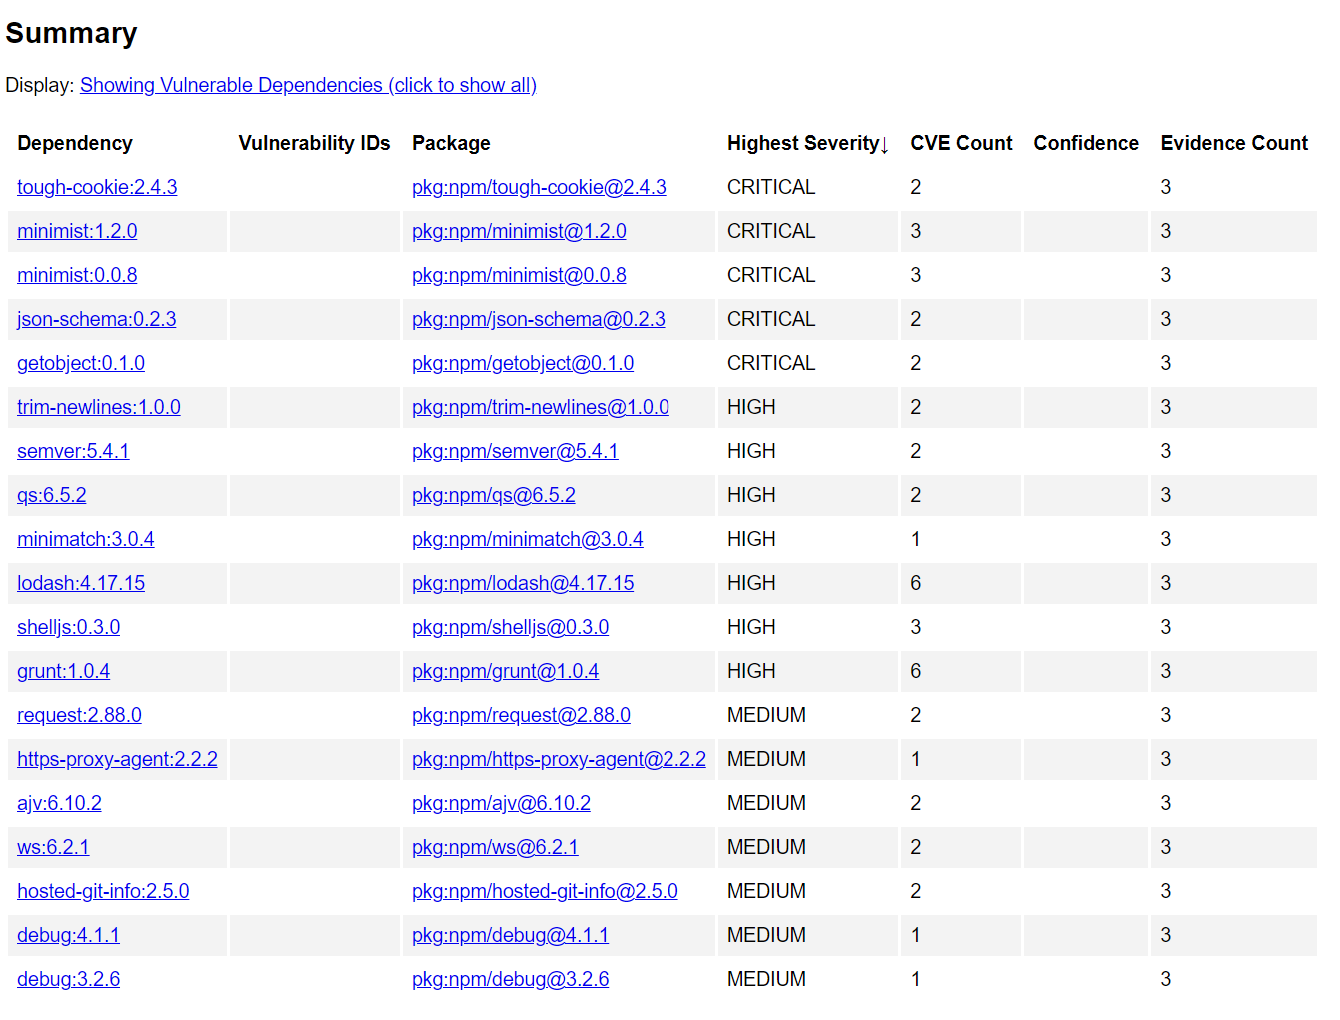 Summary
Display: Showing Vulnerable Dependencies (click to show all)
Dependency Vulnerability IDs Package Highest Severity↓ CVE Count Confidence Evidence Count
tough-cookie:2.4.3 pkg:npm/tough-cookie@2.4.3 CRITICAL 2 3
minimist:1.2.0 pkg:npm/minimist@1.2.0 CRITICAL 3 3
minimist:0.0.8 pkg:npm/minimist@0.0.8 CRITICAL 3 3
json-schema:0.2.3 pkg:npm/json-schema@0.2.3 CRITICAL 2 3
getobject:0.1.0 pkg:npm/getobject@0.1.0 CRITICAL 2 3
trim-newlines:1.0.0 pkg:npm/trim-newlines@1.0.0 HIGH 2 3
semver:5.4.1 pkg:npm/semver@5.4.1 HIGH 2 3
qs:6.5.2 pkg:npm/qs@6.5.2 HIGH 2 3
minimatch:3.0.4 pkg:npm/minimatch@3.0.4 HIGH 1 3
lodash:4.17.15 pkg:npm/lodash@4.17.15 HIGH 6 3
shelljs:0.3.0 pkg:npm/shelljs@0.3.0 HIGH 3 3
grunt:1.0.4 pkg:npm/grunt@1.0.4 HIGH 6 3
request:2.88.0 pkg:npm/request@2.88.0 MEDIUM 2 3
https-proxy-agent:2.2.2 pkg:npm/https-proxy-agent@2.2.2 MEDIUM 1 3
ajv:6.10.2 pkg:npm/ajv@6.10.2 MEDIUM 2 3
ws:6.2.1 pkg:npm/ws@6.2.1 MEDIUM 2 3
hosted-git-info:2.5.0 pkg:npm/hosted-git-info@2.5.0 MEDIUM 2 3
debug:4.1.1 pkg:npm/debug@4.1.1 MEDIUM 1 3
debug:3.2.6 pkg:npm/debug@3.2.6 MEDIUM 1 3